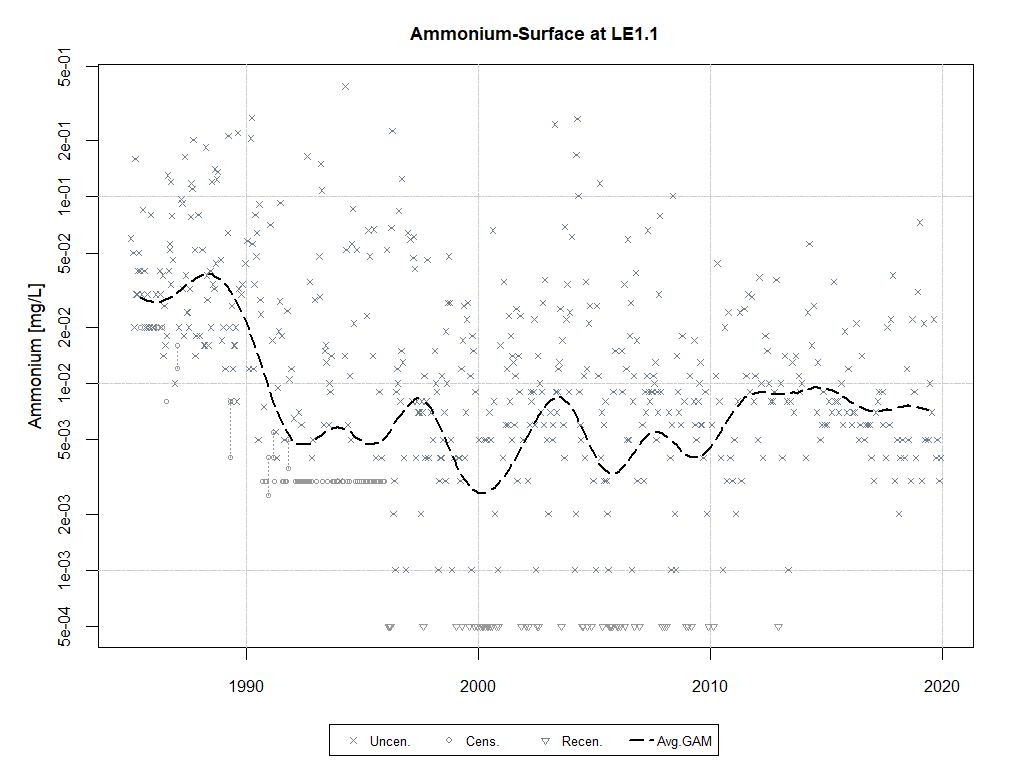 Ammonium-Surface at LE1.1
Ammonium [mg/L]
5e-01
2e-01
1e-01
5e-02
2e-02
1e-02
5e-03
2e-03
1e-03
5e-04
1990 2000 2010 2020
Uncen. Cens. Recen. Avg.GAM